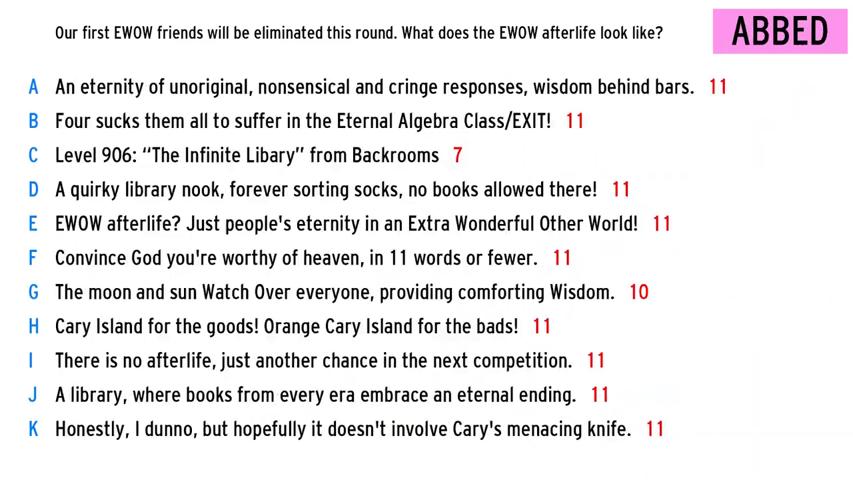 Our first EWOW friends will be eliminated this round. What does the EWOW afterlife look like?
ABBED
A An eternity of unoriginal, nonsensical and cringe responses, wisdom behind bars. 11
B Four sucks them all to suffer in the Eternal Algebra Class/EXIT! 11
C Level 906: “The Infinite Libary” from Backrooms 7
D A quirky library nook, forever sorting socks, no books allowed there! 11
E EWOW afterlife? Just people's eternity in an Extra Wonderful Other World! 11
F Convince God you're worthy of heaven, in 11 words or fewer. 11
G The moon and sun Watch Over everyone, providing comforting Wisdom. 10
H Cary Island for the goods! Orange Cary Island for the bads! 11
I There is no afterlife, just another chance in the next competition. 11
J A library, where books from every era embrace an eternal ending. 11
K Honestly, I dunno, but hopefully it doesn't involve Cary's menacing knife. 11